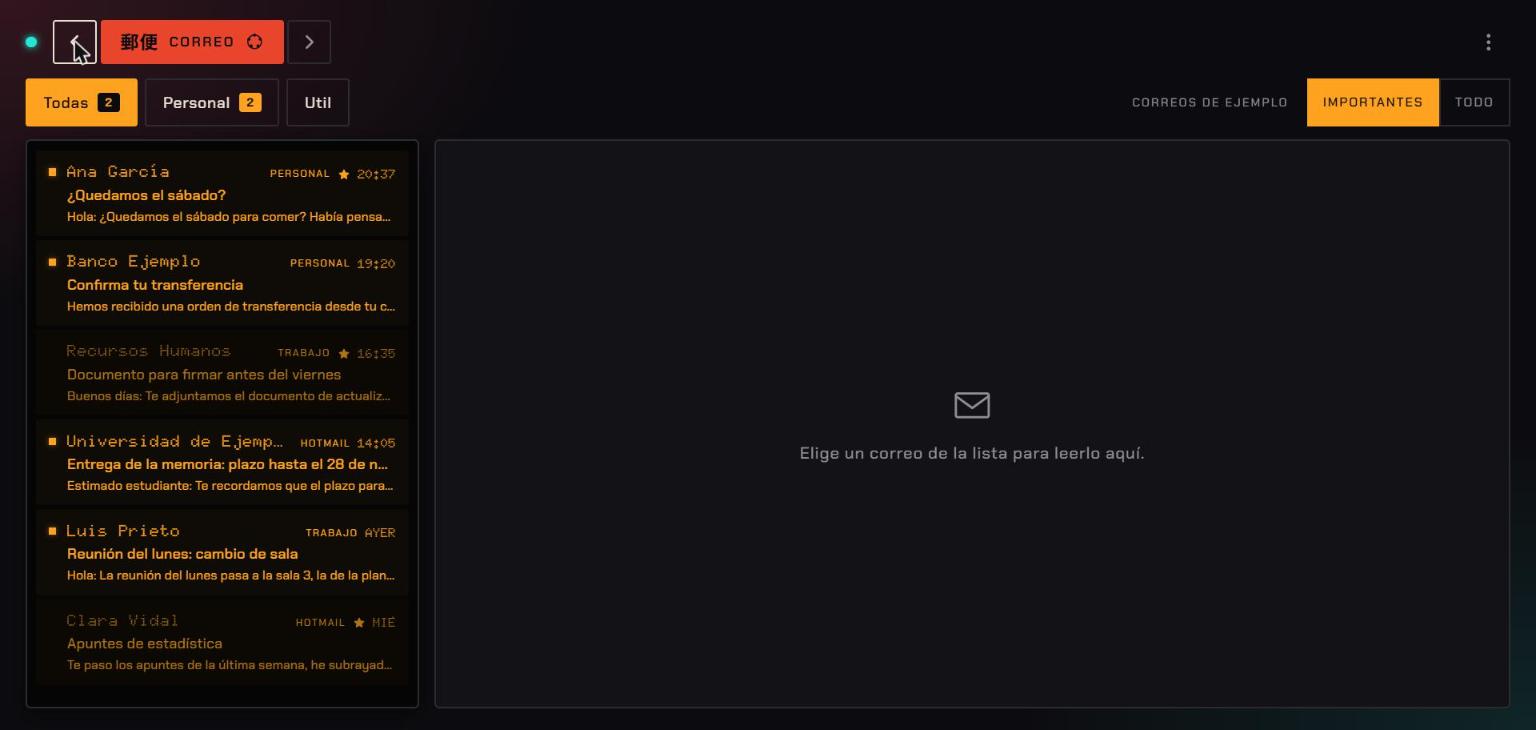 郵便 CORREO
Todas 2
Personal 2
Util
CORREOS DE EJEMPLO
IMPORTANTES
TODO
Ana García PERSONAL ★ 20:37
¿Quedamos el sábado?
Hola: ¿Quedamos el sábado para comer? Había pensa...
Banco Ejemplo PERSONAL 19:20
Confirma tu transferencia
Hemos recibido una orden de transferencia desde tu c...
Recursos Humanos TRABAJO ★ 16:35
Documento para firmar antes del viernes
Buenos días: Te adjuntamos el documento de actualiz...
Universidad de Ejemp... HOTMAIL 14:05
Entrega de la memoria: plazo hasta el 28 de n...
Estimado estudiante: Te recordamos que el plazo para...
Luis Prieto TRABAJO AYER
Reunión del lunes: cambio de sala
Hola: La reunión del lunes pasa a la sala 3, la de la plan...
Clara Vidal HOTMAIL ★ MIÉ
Apuntes de estadística
Te paso los apuntes de la última semana, he subrayad...
Elige un correo de la lista para leerlo aquí.